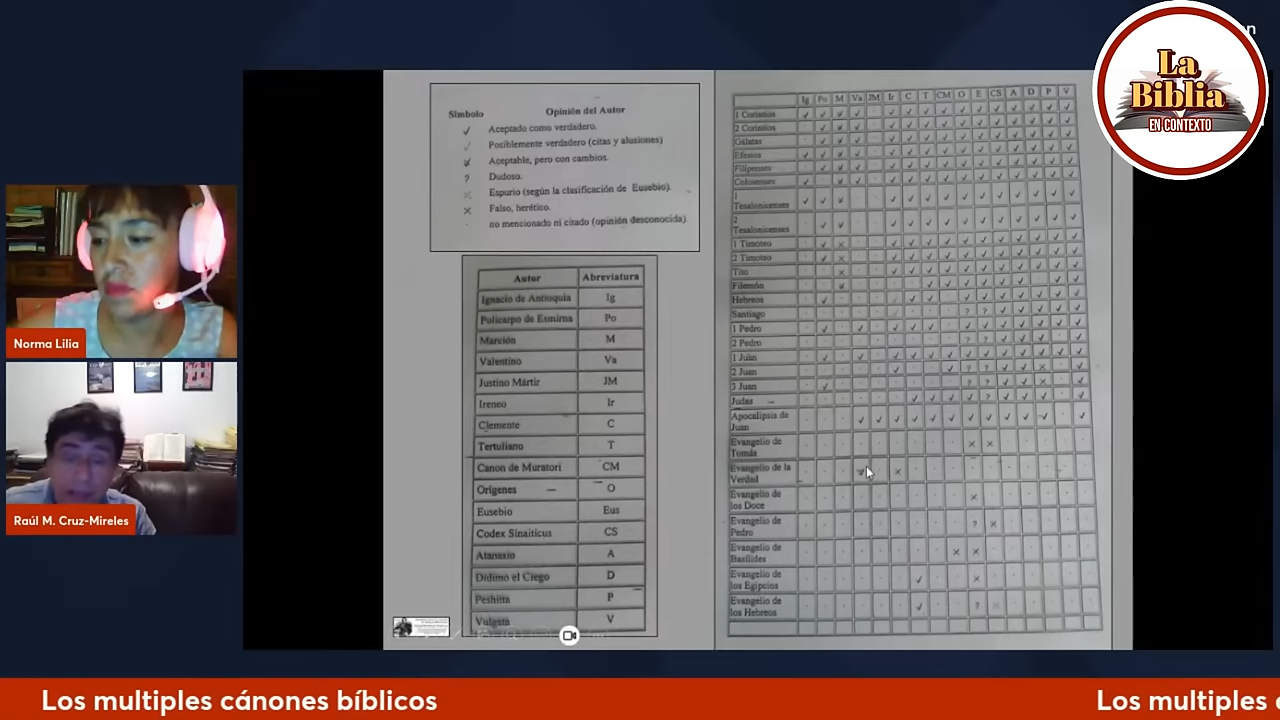 La
Biblia
EN CONTEXTO
Símbolo Opinión del Autor
✓ Aceptado como verdadero.
✓ Posiblemente verdadero (citas y alusiones)
Aceptable, pero con cambios.
? Dudoso.
× Espurio (según la clasificación de Eusebio).
× Falso, herético.
· no mencionado ni citado (opinión desconocida)
Autor Abreviatura
Ignacio de Antioquía Ig
Policarpo de Esmirna Po
Marción M
Valentino Va
Justino Mártir JM
Ireneo Ir
Clemente C
Tertuliano T
Canon de Muratori CM
Orígenes O
Eusebio Eus
Codex Sinaiticus CS
Atanasio A
Dídimo el Ciego D
Peshitta P
Vulgata V
Ig Po M Va JM Ir C T CM O E CS A D P V
1 Corintios
2 Corintios
Gálatas
Efesios
Filipenses
Colosenses
1
Tesalonicenses
2
Tesalonicenses
1 Timoteo
2 Timoteo
Tito
Filemón
Hebreos
Santiago
1 Pedro
2 Pedro
1 Juan
2 Juan
3 Juan
Judas
Apocalipsis de
Juan
Evangelio de
Tomás
Evangelio de la
Verdad
Evangelio de
los Doce
Evangelio de
Pedro
Evangelio de
Basílides
Evangelio de
los Egipcios
Evangelio de
los Hebreos
Norma Lilia
Raúl M. Cruz-Mireles
Los multiples cánones bíblicos
Los multiples